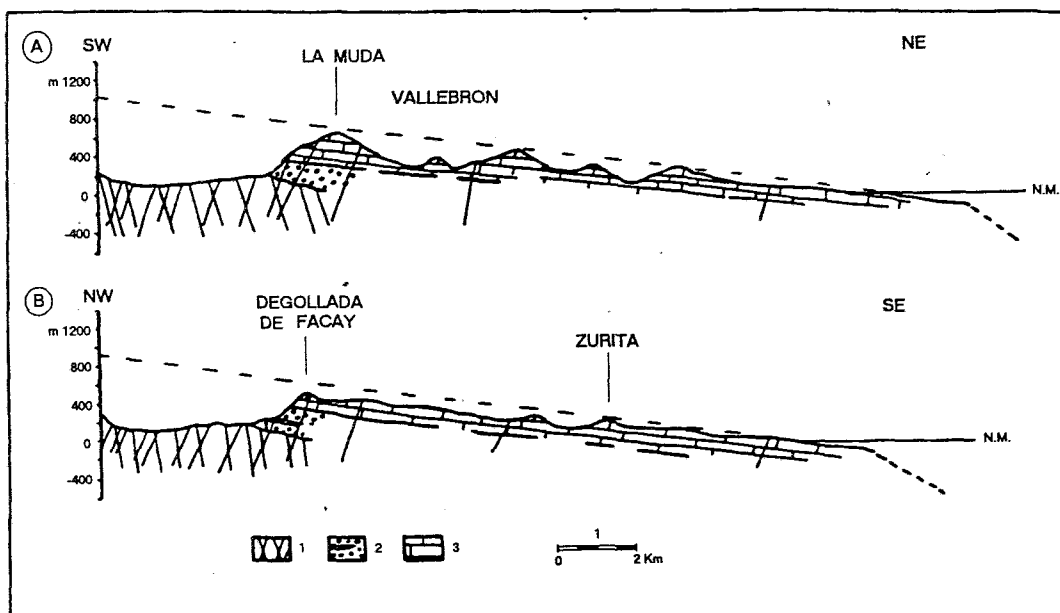 A
SW
NE
LA MUDA
VALLEBRON
m 1200
800
400
0
-400
N.M.
B
NW
SE
DEGOLLADA
DE FACAY
ZURITA
m 1200
800
400
0
-400
N.M.
1
2
3
1
0 2 Km